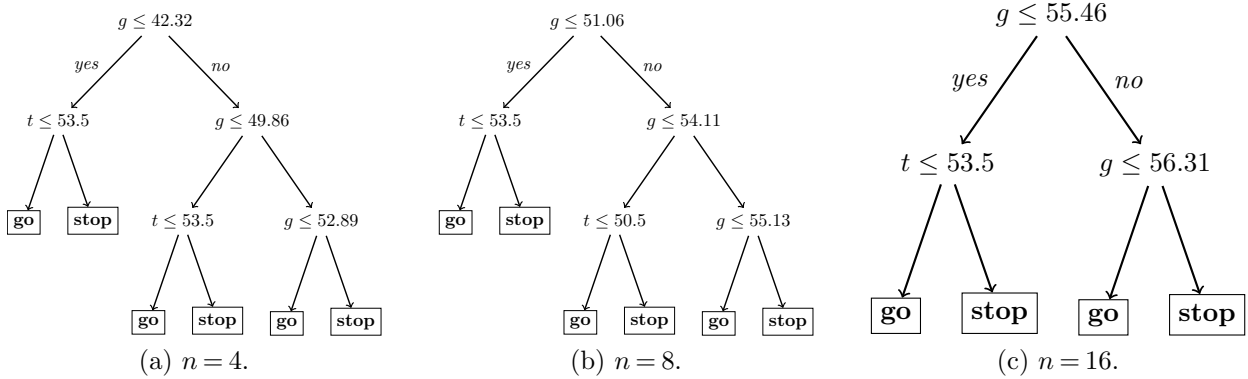 g ≤ 42.32
yes
no
t ≤ 53.5
g ≤ 49.86
go
stop
t ≤ 53.5
g ≤ 52.89
go
stop
go
stop
(a) n = 4.
g ≤ 51.06
yes
no
t ≤ 53.5
g ≤ 54.11
go
stop
t ≤ 50.5
g ≤ 55.13
go
stop
go
stop
(b) n = 8.
g ≤ 55.46
yes
no
t ≤ 53.5
g ≤ 56.31
go
stop
go
stop
(c) n = 16.